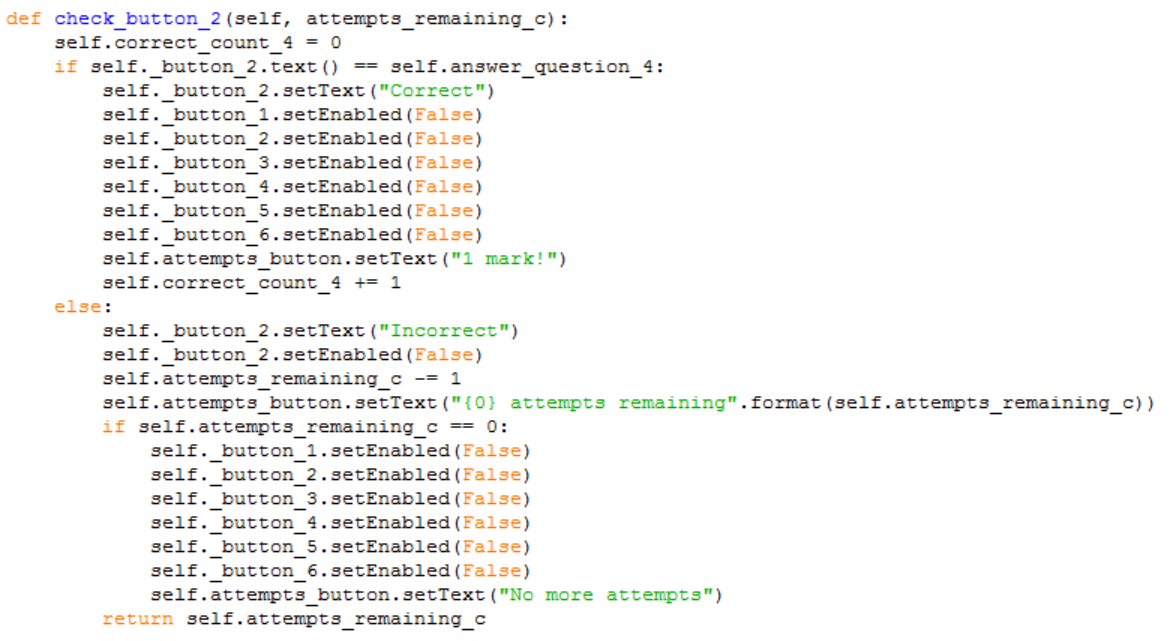 def check_button_2(self, attempts_remaining_c):
    self.correct_count_4 = 0
    if self._button_2.text() == self.answer_question_4:
        self._button_2.setText("Correct")
        self._button_1.setEnabled(False)
        self._button_2.setEnabled(False)
        self._button_3.setEnabled(False)
        self._button_4.setEnabled(False)
        self._button_5.setEnabled(False)
        self._button_6.setEnabled(False)
        self.attempts_button.setText("1 mark!")
        self.correct_count_4 += 1
    else:
        self._button_2.setText("Incorrect")
        self._button_2.setEnabled(False)
        self.attempts_remaining_c -= 1
        self.attempts_button.setText("{0} attempts remaining".format(self.attempts_remaining_c))
        if self.attempts_remaining_c == 0:
            self._button_1.setEnabled(False)
            self._button_2.setEnabled(False)
            self._button_3.setEnabled(False)
            self._button_4.setEnabled(False)
            self._button_5.setEnabled(False)
            self._button_6.setEnabled(False)
            self.attempts_button.setText("No more attempts")
        return self.attempts_remaining_c